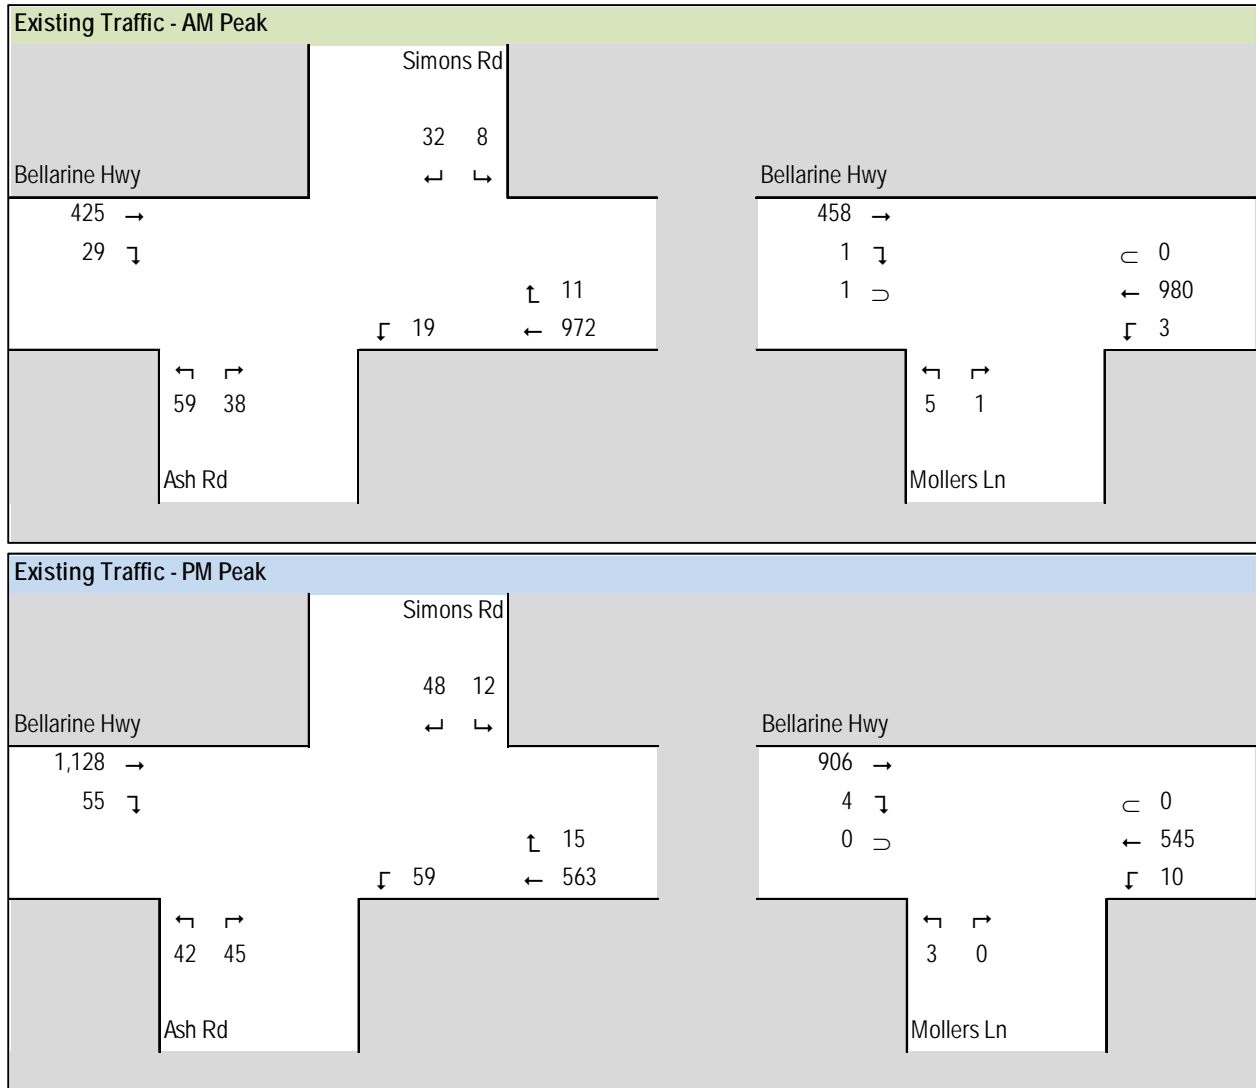 Existing Traffic - AM Peak
Simons Rd
32 8
Bellarine Hwy
↵ ↳
425 →
29 ↴
↑ 11
19 ← 972
59 38
Ash Rd
Bellarine Hwy
458 →
1 ↴
1 ⊃
⊂ 0
← 980
3
5 1
Mollers Ln
Existing Traffic - PM Peak
Simons Rd
48 12
Bellarine Hwy
↵ ↳
1,128 →
55 ↴
↑ 15
59 ← 563
42 45
Ash Rd
Bellarine Hwy
906 →
4 ↴
0 ⊃
⊂ 0
← 545
10
3 0
Mollers Ln